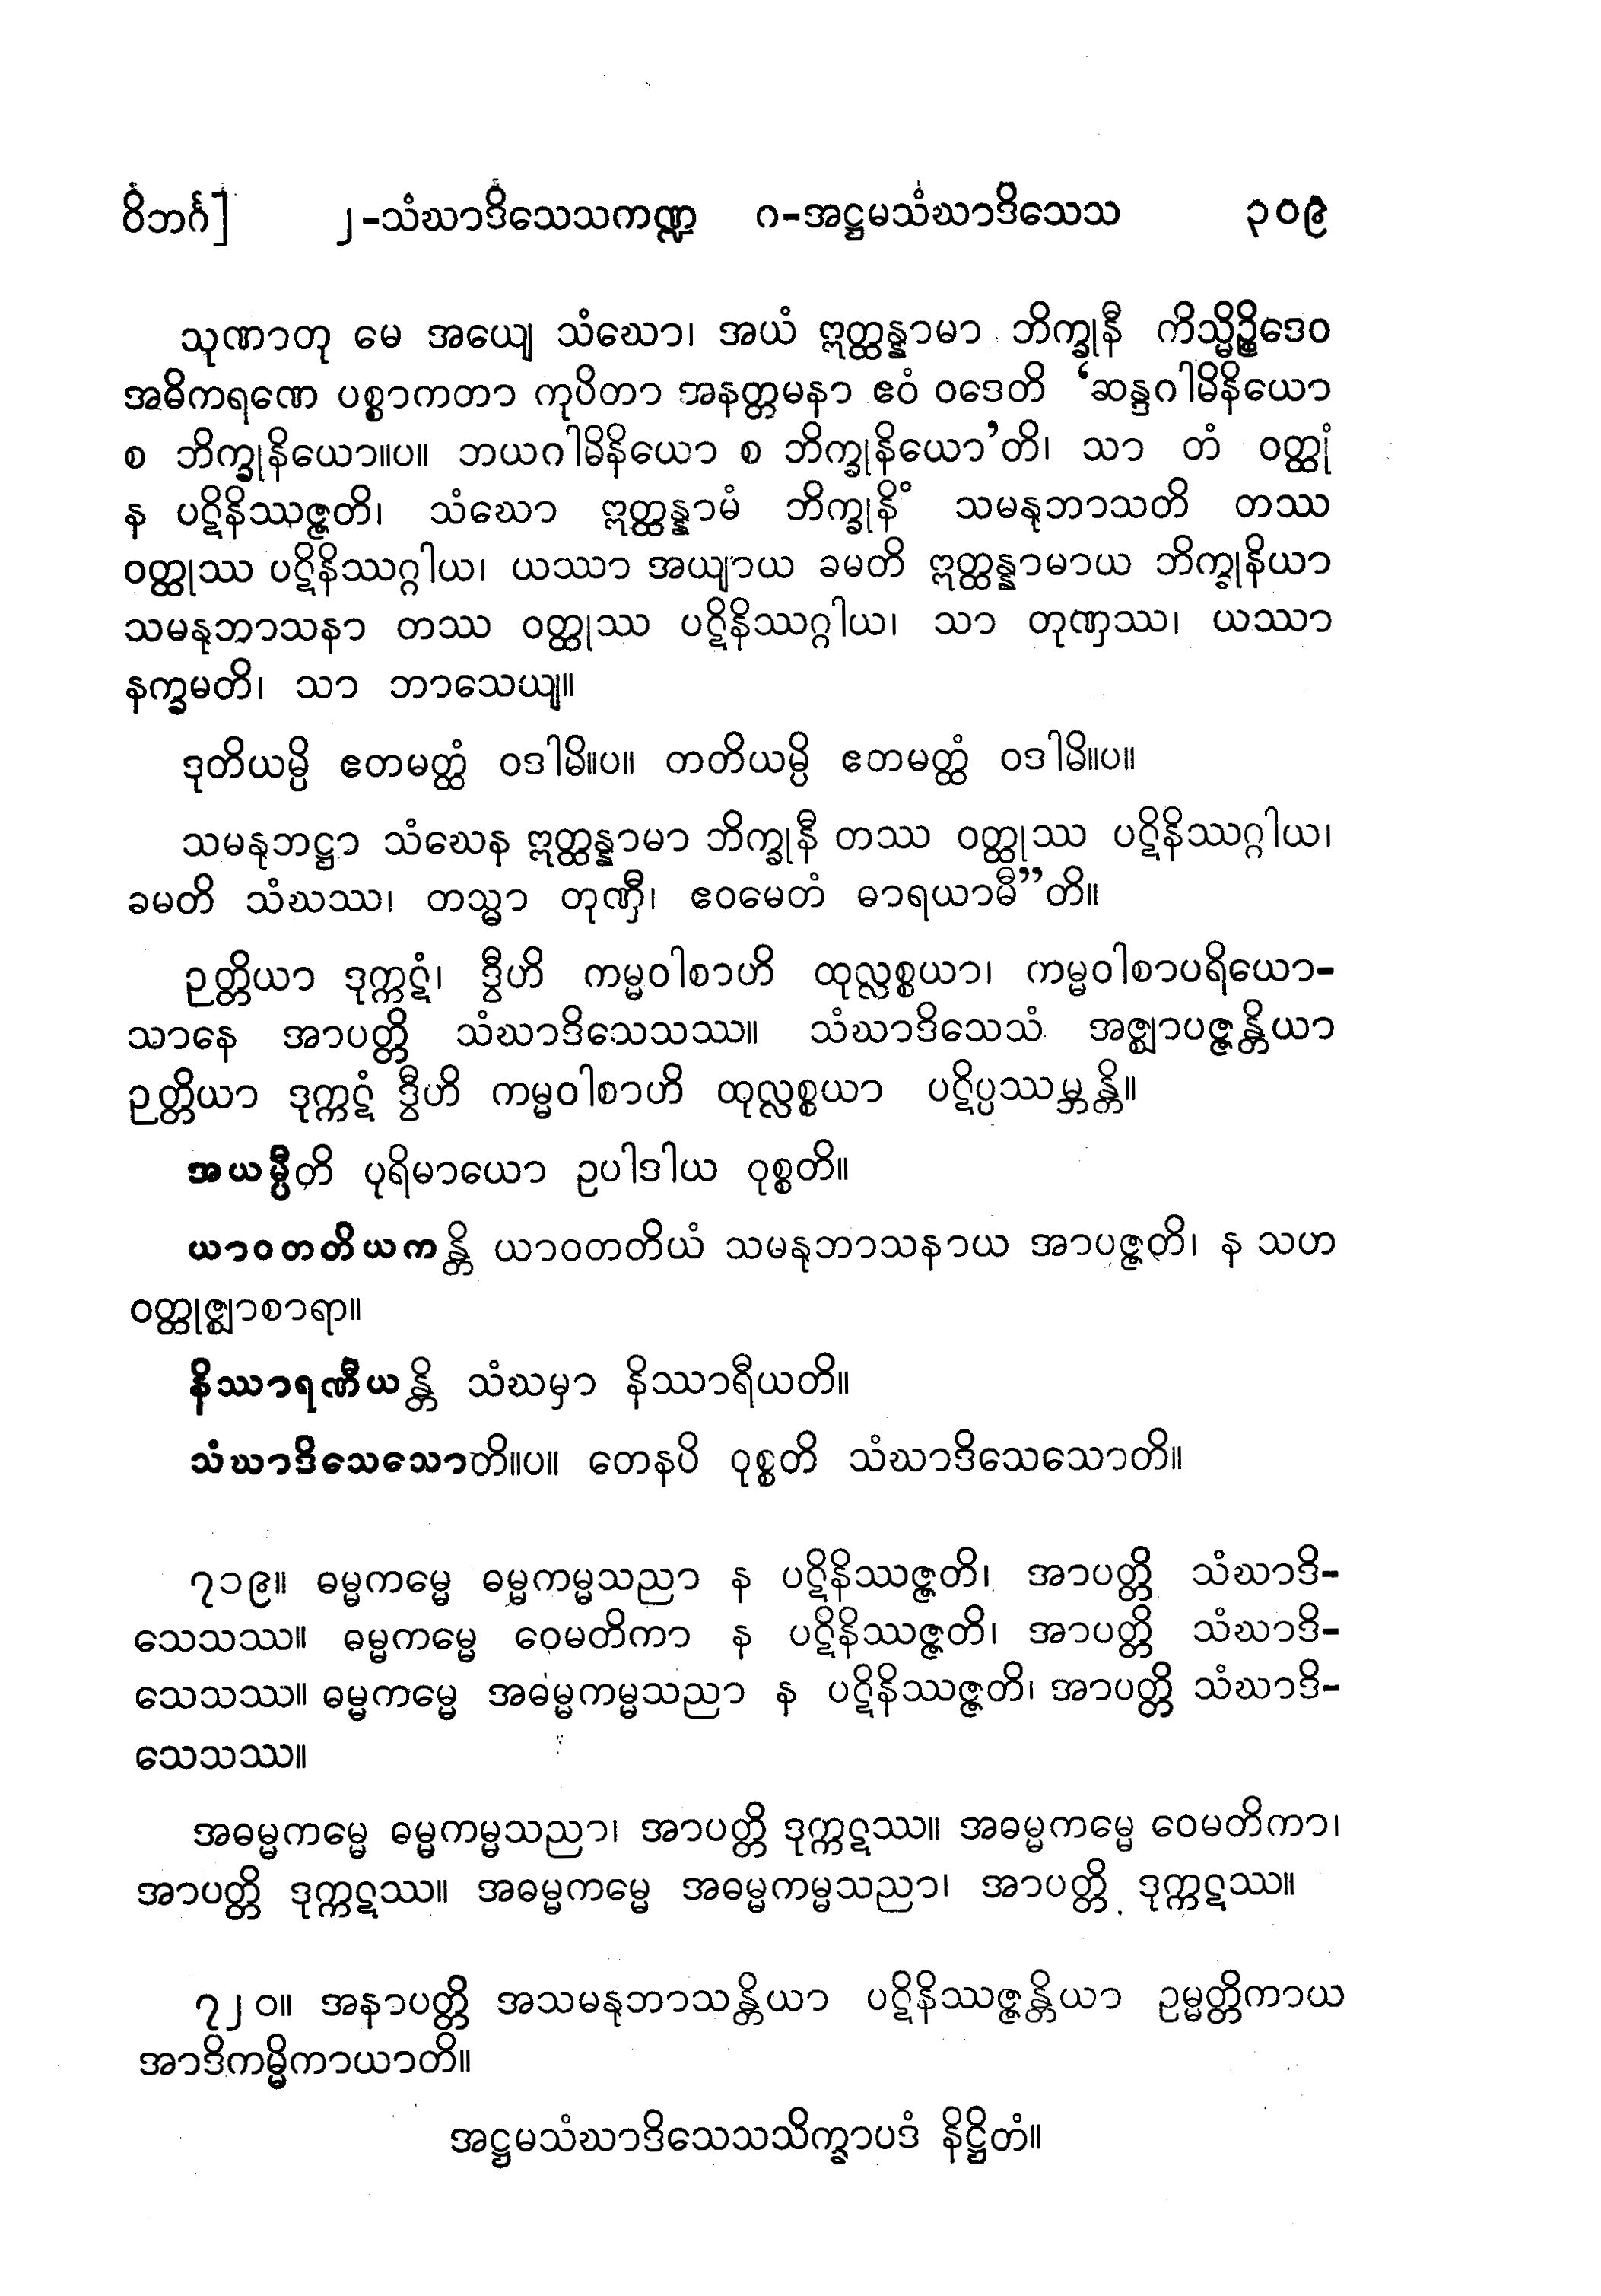 ဝိဘင်္ဂ] ၂-သံဃာဒိသေသကဏ္ဍ ဂ-အဋ္ဌမသံဃာဒိသေသ ၃၀၉
သုဏာတု မေ အယျေ သံဃော၊ အယံ ဣတ္ထန္နာမာ ဘိက္ခုနီ ကိသ္မိဉ္စိဒေဝ
အဓိကရဏေ ပစ္စာကတာ ကုပိတာ အနတ္တမနာ ဧဝံ ဝဒေတိ ‘ဆန္ဒဂါမိနိယော
စ ဘိက္ခုနိယော။ပ။ ဘယဂါမိနိယော စ ဘိက္ခုနိယော’တိ၊ သာ တံ ဝတ္ထုံ
န ပဋိနိဿဇ္ဇတိ၊ သံဃော ဣတ္ထန္နာမံ ဘိက္ခုနိံ သမနုဘာသတိ တဿ
ဝတ္ထုဿ ပဋိနိဿဂ္ဂါယ၊ ယဿာ အယျာယ ခမတိ ဣတ္ထန္နာမာယ ဘိက္ခုနိယာ
သမနုဘာသနာ တဿ ဝတ္ထုဿ ပဋိနိဿဂ္ဂါယ၊ သာ တုဏှဿ၊ ယဿာ
နက္ခမတိ၊ သာ ဘာသေယျ။
ဒုတိယမ္ပိ ဧတမတ္ထံ ဝဒါမိ။ပ။ တတိယမ္ပိ ဧတမတ္ထံ ဝဒါမိ။ပ။
သမနုဘဋ္ဌာ သံဃေန ဣတ္ထန္နာမာ ဘိက္ခုနီ တဿ ဝတ္ထုဿ ပဋိနိဿဂ္ဂါယ၊
ခမတိ သံဃဿ၊ တသ္မာ တုဏှီ၊ ဧဝမေတံ ဓာရယာမီ”တိ။
ဉတ္တိယာ ဒုက္ကဋံ၊ ဒွီဟိ ကမ္မဝါစာဟိ ထုလ္လစ္စယာ၊ ကမ္မဝါစာပရိယော-
သာနေ အာပတ္တိ သံဃာဒိသေသဿ။ သံဃာဒိသေသံ အဇ္ဈာပဇ္ဇန္တိယာ
ဉတ္တိယာ ဒုက္ကဋံ ဒွီဟိ ကမ္မဝါစာဟိ ထုလ္လစ္စယာ ပဋိပ္ပဿမ္ဘန္တိ။
အယမ္ပီတိ ပုရိမာယော ဥပါဒါယ ဝုစ္စတိ။
ယာဝတတိယကန္တိ ယာဝတတိယံ သမနုဘာသနာယ အာပဇ္ဇတိ၊ န သဟ
ဝတ္ထုဇ္ဈာစာရာ။
နိဿာရဏီယန္တိ သံဃမှာ နိဿာရီယတိ။
သံဃာဒိသေသောတိ။ပ။ တေနပိ ဝုစ္စတိ သံဃာဒိသေသောတိ။
၇၁၉။ ဓမ္မကမ္မေ ဓမ္မကမ္မသညာ န ပဋိနိဿဇ္ဇတိ၊ အာပတ္တိ သံဃာဒိ-
သေသဿ။ ဓမ္မကမ္မေ ဝေမတိကာ န ပဋိနိဿဇ္ဇတိ၊ အာပတ္တိ သံဃာဒိ-
သေသဿ။ ဓမ္မကမ္မေ အဓမ္မကမ္မသညာ န ပဋိနိဿဇ္ဇတိ၊ အာပတ္တိ သံဃာဒိ-
သေသဿ။
အဓမ္မကမ္မေ ဓမ္မကမ္မသညာ၊ အာပတ္တိ ဒုက္ကဋဿ။ အဓမ္မကမ္မေ ဝေမတိကာ၊
အာပတ္တိ ဒုက္ကဋဿ။ အဓမ္မကမ္မေ အဓမ္မကမ္မသညာ၊ အာပတ္တိ ဒုက္ကဋဿ။
၇၂၀။ အနာပတ္တိ အသမနုဘာသန္တိယာ ပဋိနိဿဇ္ဇန္တိယာ ဥမ္မတ္တိကာယ
အာဒိကမ္မိကာယာတိ။
အဋ္ဌမသံဃာဒိသေသသိက္ခာပဒံ နိဋ္ဌိတံ။